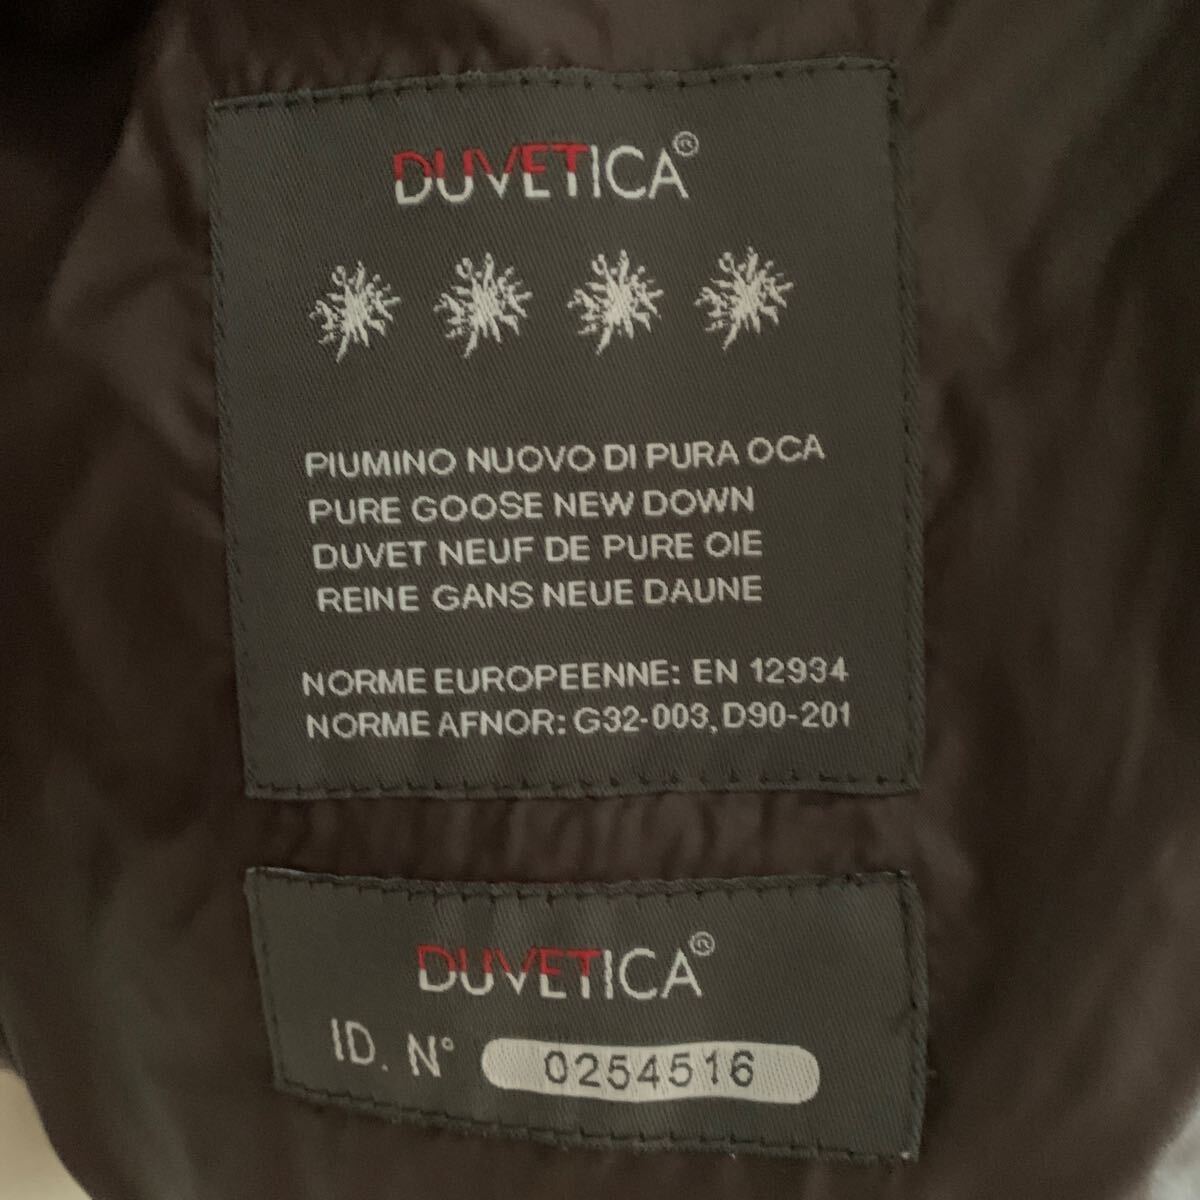 DUVETICA®
PIUMINO NUOVO DI PURA OCA
PURE GOOSE NEW DOWN
DUVET NEUF DE PURE OIE
REINE GANS NEUE DAUNE
NORME EUROPEENNE: EN 12934
NORME AFNOR: G32-003, D90-201
DUVETICA®
ID. N° 0254516